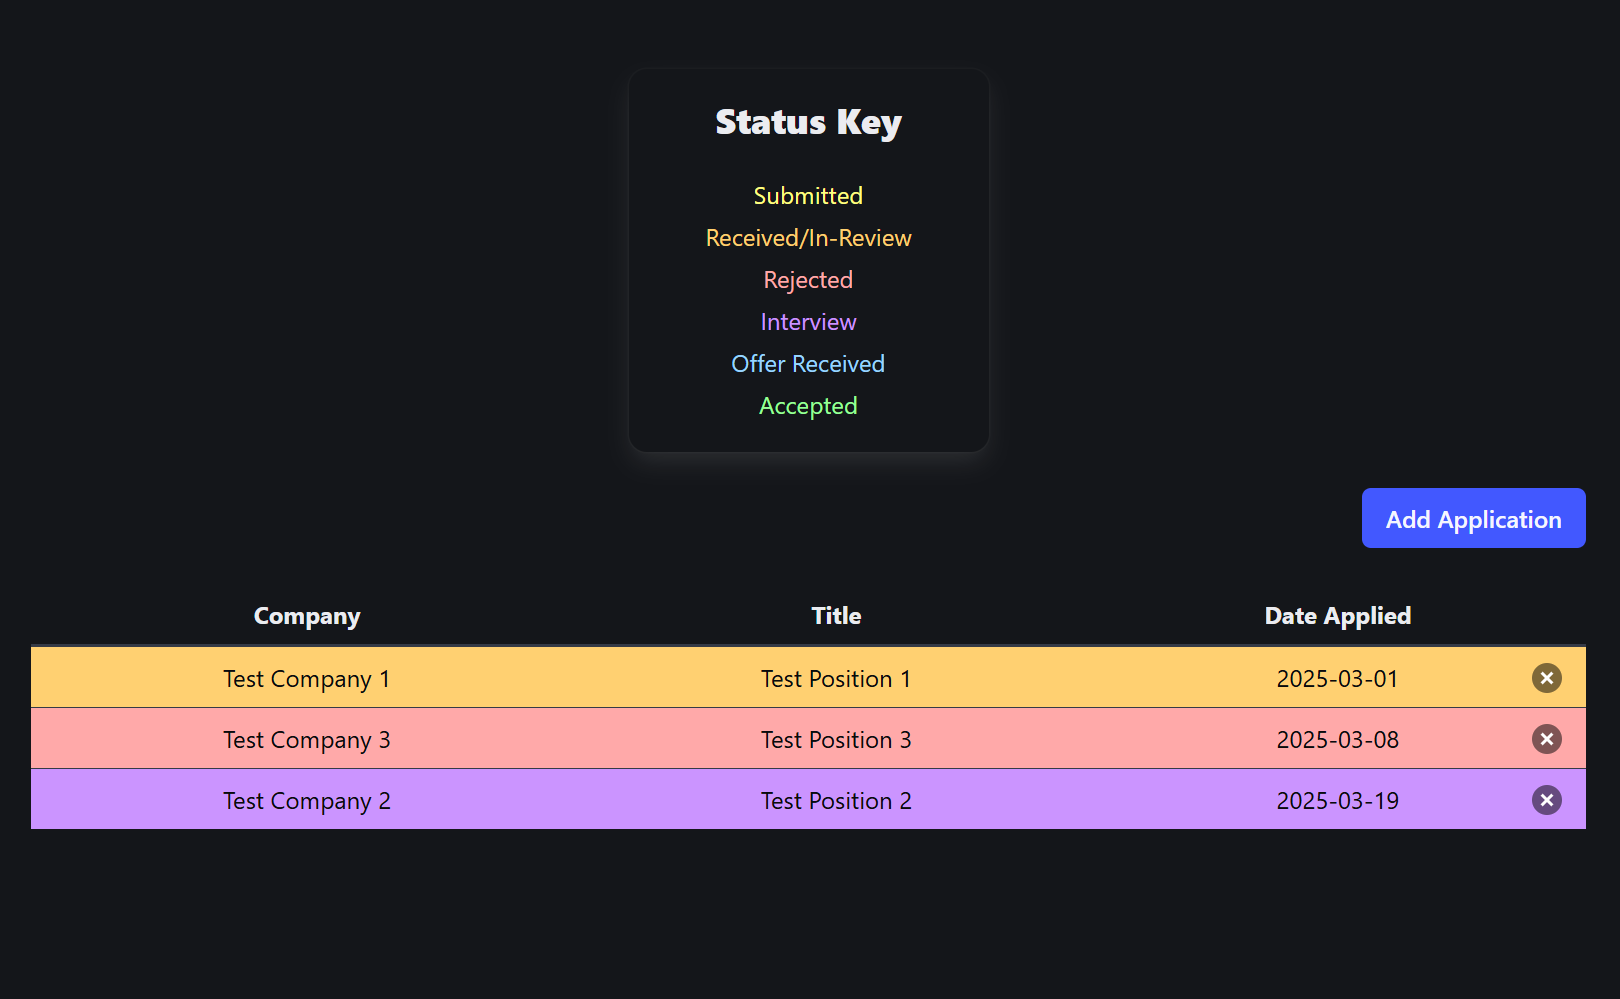 Status Key
Submitted
Received/In-Review
Rejected
Interview
Offer Received
Accepted
Add Application
Company Title Date Applied
Test Company 1 Test Position 1 2025-03-01
Test Company 3 Test Position 3 2025-03-08
Test Company 2 Test Position 2 2025-03-19